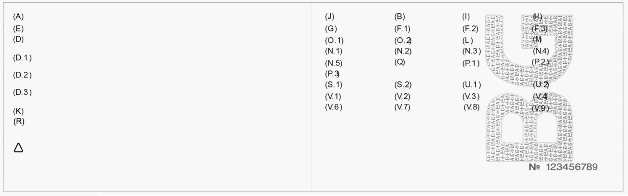 (A)
(E)
(D)
(D.1)
(D.2)
(D.3)
(K)
(R)
(J) (B) (I) (H)
(G) (F.1) (F.2) (F.3)
(O.1) (O.2) (L) (M)
(N.1) (N.2) (N.3) (N.4)
(N.5) (Q) (P.1) (P.2)
(P.3)
(S.1) (S.2) (U.1) (U.2)
(V.1) (V.2) (V.3) (V.4)
(V.6) (V.7) (V.8) (V.9)
BG
№ 123456789